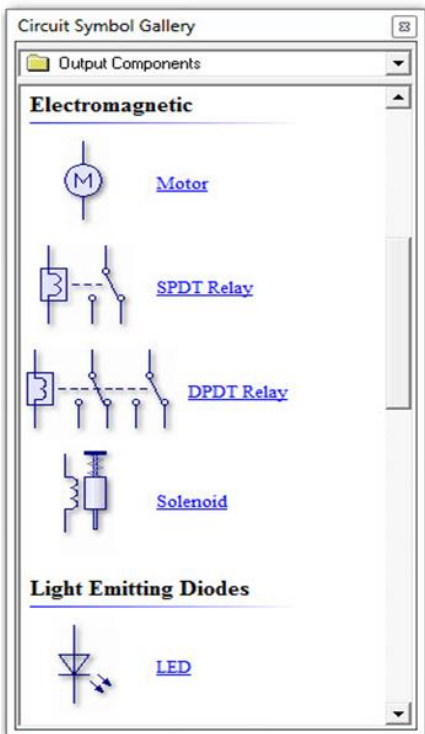 Circuit Symbol Gallery
Output Components
Electromagnetic
M
Motor
SPDT Relay
DPDT Relay
Solenoid
Light Emitting Diodes
LED